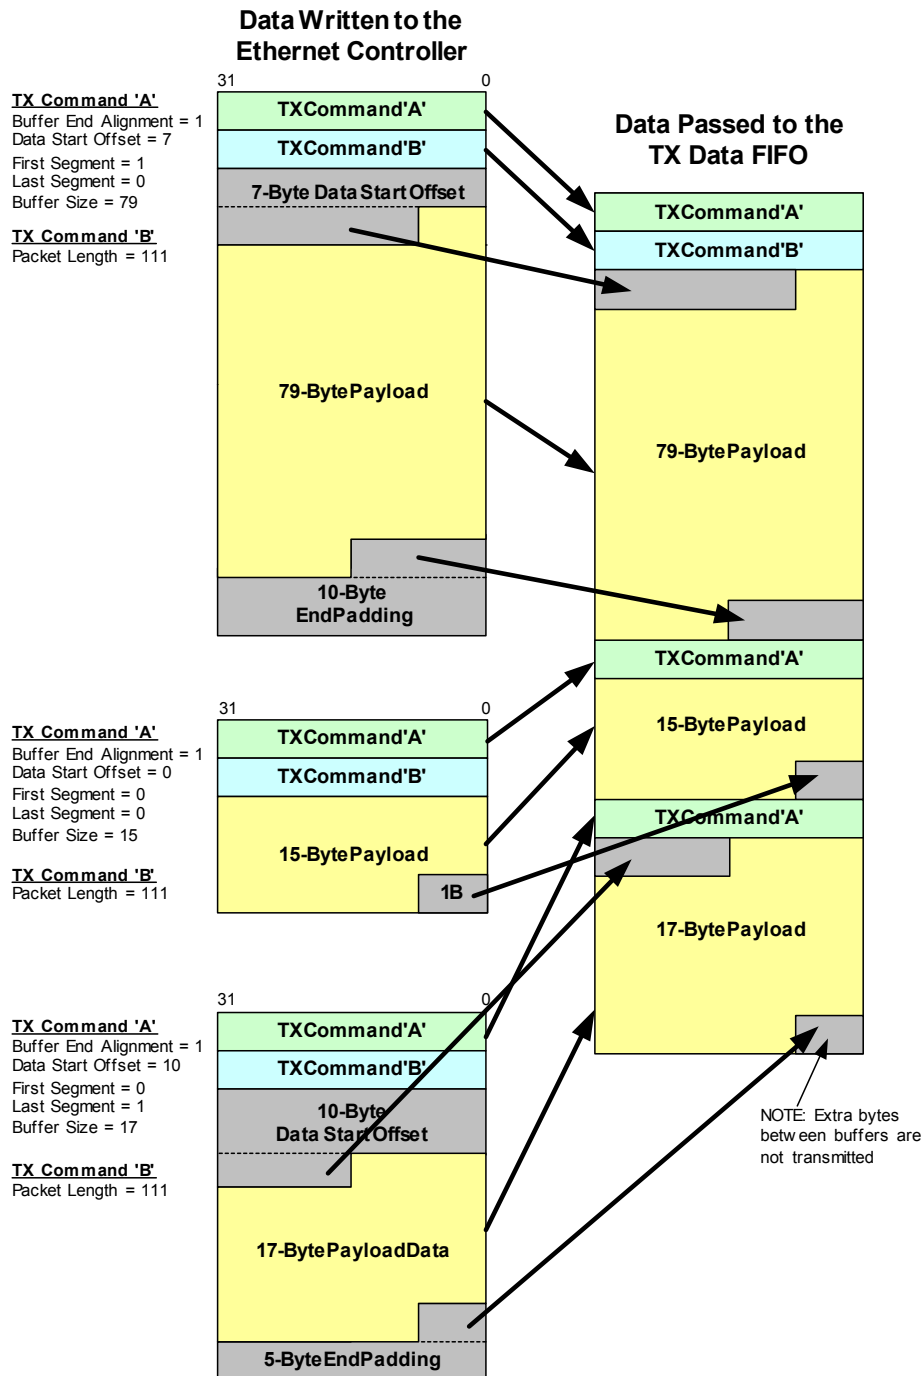 Data Written to the
Ethernet Controller
31 0
TX Command 'A'
Buffer End Alignment = 1
Data Start Offset = 7
First Segment = 1
Last Segment = 0
Buffer Size = 79
TX Command 'B'
Packet Length = 111
TXCommand'A'
TXCommand'B'
7-Byte Data Start Offset
79-BytePayload
10-Byte
EndPadding
Data Passed to the
TX Data FIFO
TXCommand'A'
TXCommand'B'
79-BytePayload
TXCommand'A'
15-BytePayload
TXCommand'A'
17-BytePayload
NOTE: Extra bytes
between buffers are
not transmitted
31 0
TX Command 'A'
Buffer End Alignment = 1
Data Start Offset = 0
First Segment = 0
Last Segment = 0
Buffer Size = 15
TX Command 'B'
Packet Length = 111
TXCommand'A'
TXCommand'B'
15-BytePayload
1B
31 0
TX Command 'A'
Buffer End Alignment = 1
Data Start Offset = 10
First Segment = 0
Last Segment = 1
Buffer Size = 17
TX Command 'B'
Packet Length = 111
TXCommand'A'
TXCommand'B'
10-Byte
Data Start Offset
17-BytePayloadData
5-ByteEndPadding